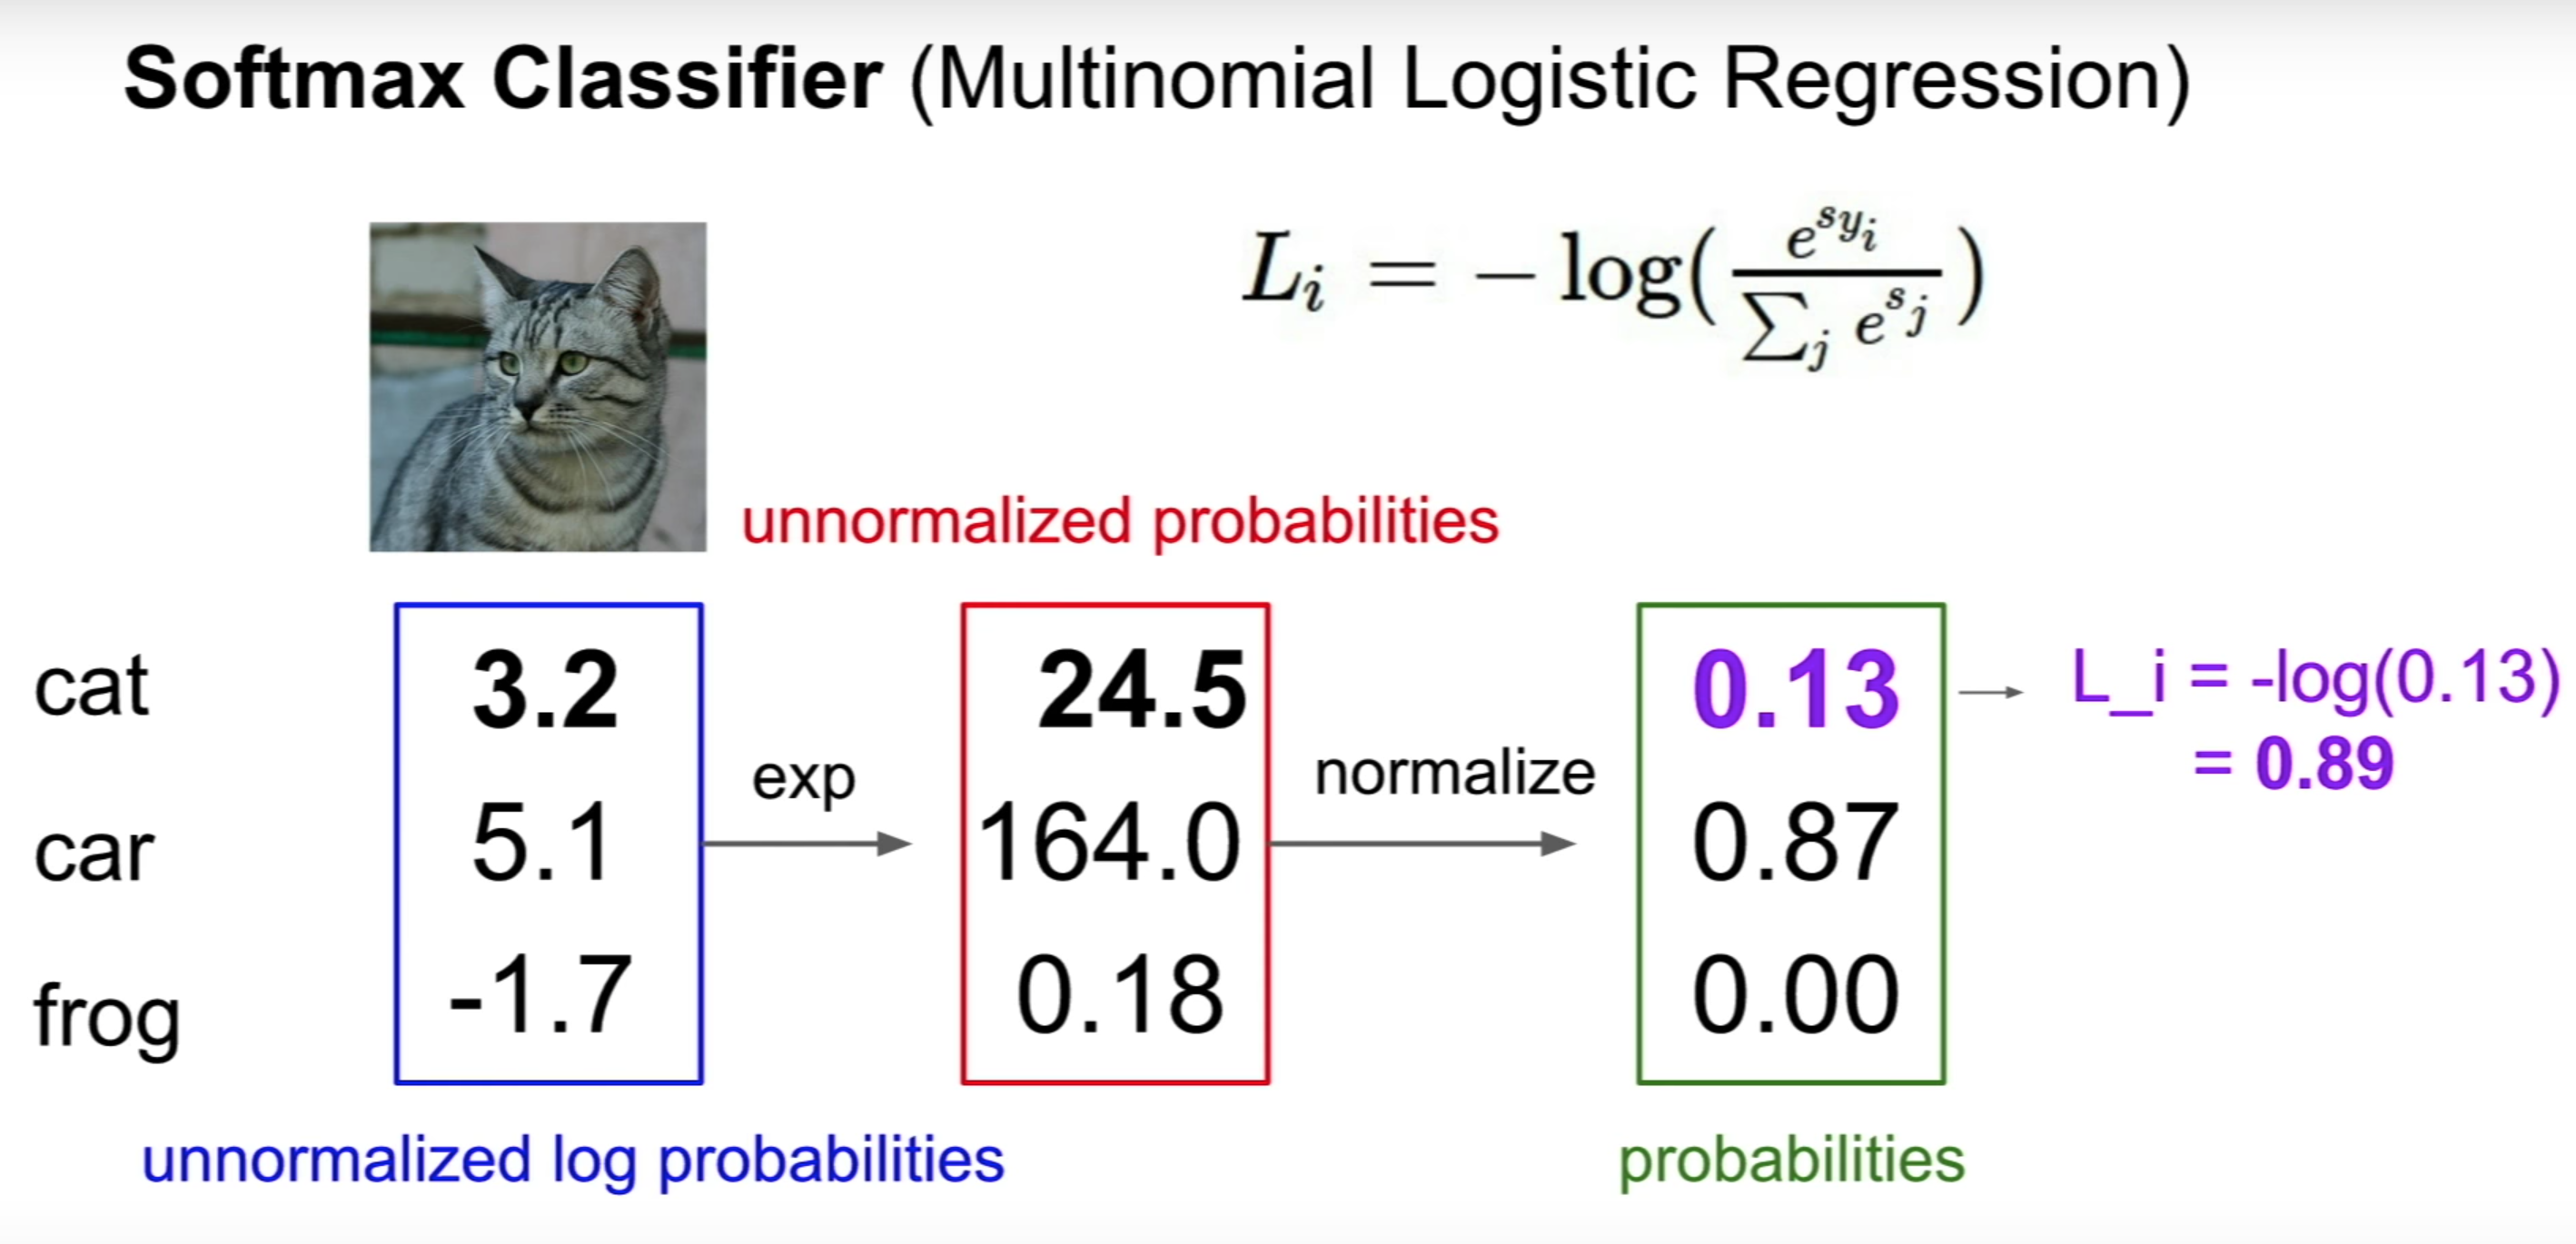 Softmax Classifier (Multinomial Logistic Regression)
L_i = − log( e^{s_{y_i}} / ∑_j e^{s_j} )
unnormalized probabilities
cat 3.2 24.5 0.13 → L_i = -log(0.13)
= 0.89
exp normalize
car 5.1 164.0 0.87
frog -1.7 0.18 0.00
unnormalized log probabilities probabilities